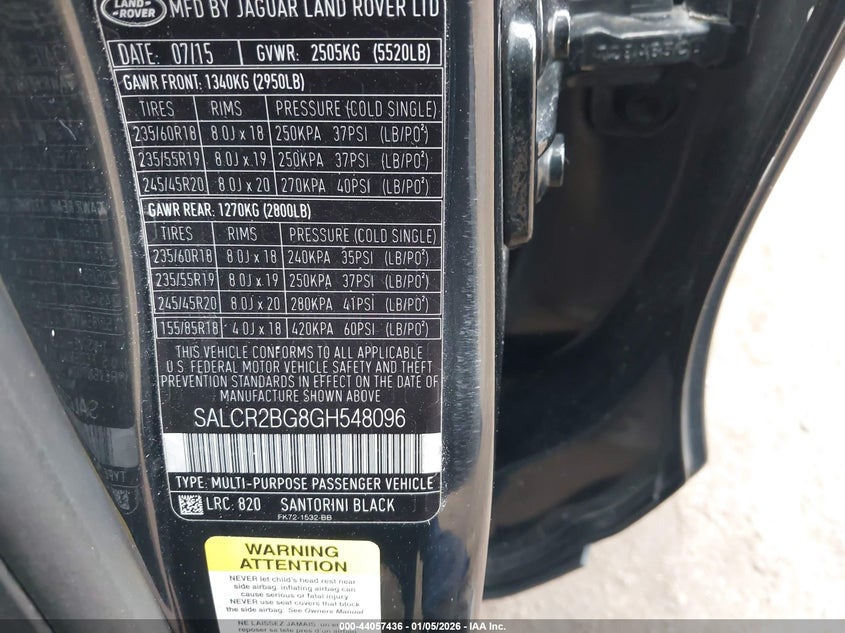 LAND-
ROVER
MFD BY JAGUAR LAND ROVER LTD
DATE: 07/15 GVWR: 2505KG (5520LB)
GAWR FRONT: 1340KG (2950LB)
TIRES RIMS PRESSURE (COLD SINGLE)
235/60R18 8.0J x 18 250KPA 37PSI (LB/PO²)
235/55R19 8.0J x 19 250KPA 37PSI (LB/PO²)
245/45R20 8.0J x 20 270KPA 40PSI (LB/PO²)
GAWR REAR: 1270KG (2800LB)
TIRES RIMS PRESSURE (COLD SINGLE)
235/60R18 8.0J x 18 240KPA 35PSI (LB/PO²)
235/55R19 8.0J x 19 250KPA 37PSI (LB/PO²)
245/45R20 8.0J x 20 280KPA 41PSI (LB/PO²)
155/85R18 4.0J x 18 420KPA 60PSI (LB/PO²)
THIS VEHICLE CONFORMS TO ALL APPLICABLE
U.S. FEDERAL MOTOR VEHICLE SAFETY AND THEFT
PREVENTION STANDARDS IN EFFECT ON THE DATE OF
MANUFACTURE SHOWN ABOVE
SALCR2BG8GH548096
TYPE: MULTI-PURPOSE PASSENGER VEHICLE
LRC: 820 SANTORINI BLACK
FK72-1532-BB
WARNING
ATTENTION
NEVER let child's head rest near
side airbag: inflating airbag can
cause serious or fatal injury.
NEVER use seat covers that block
the side airbag. See Owners Manual.
NE LAISSEZ JAMAIS
reposer sa tête près
000-44057436 - 01/05/2026 - IAA Inc.